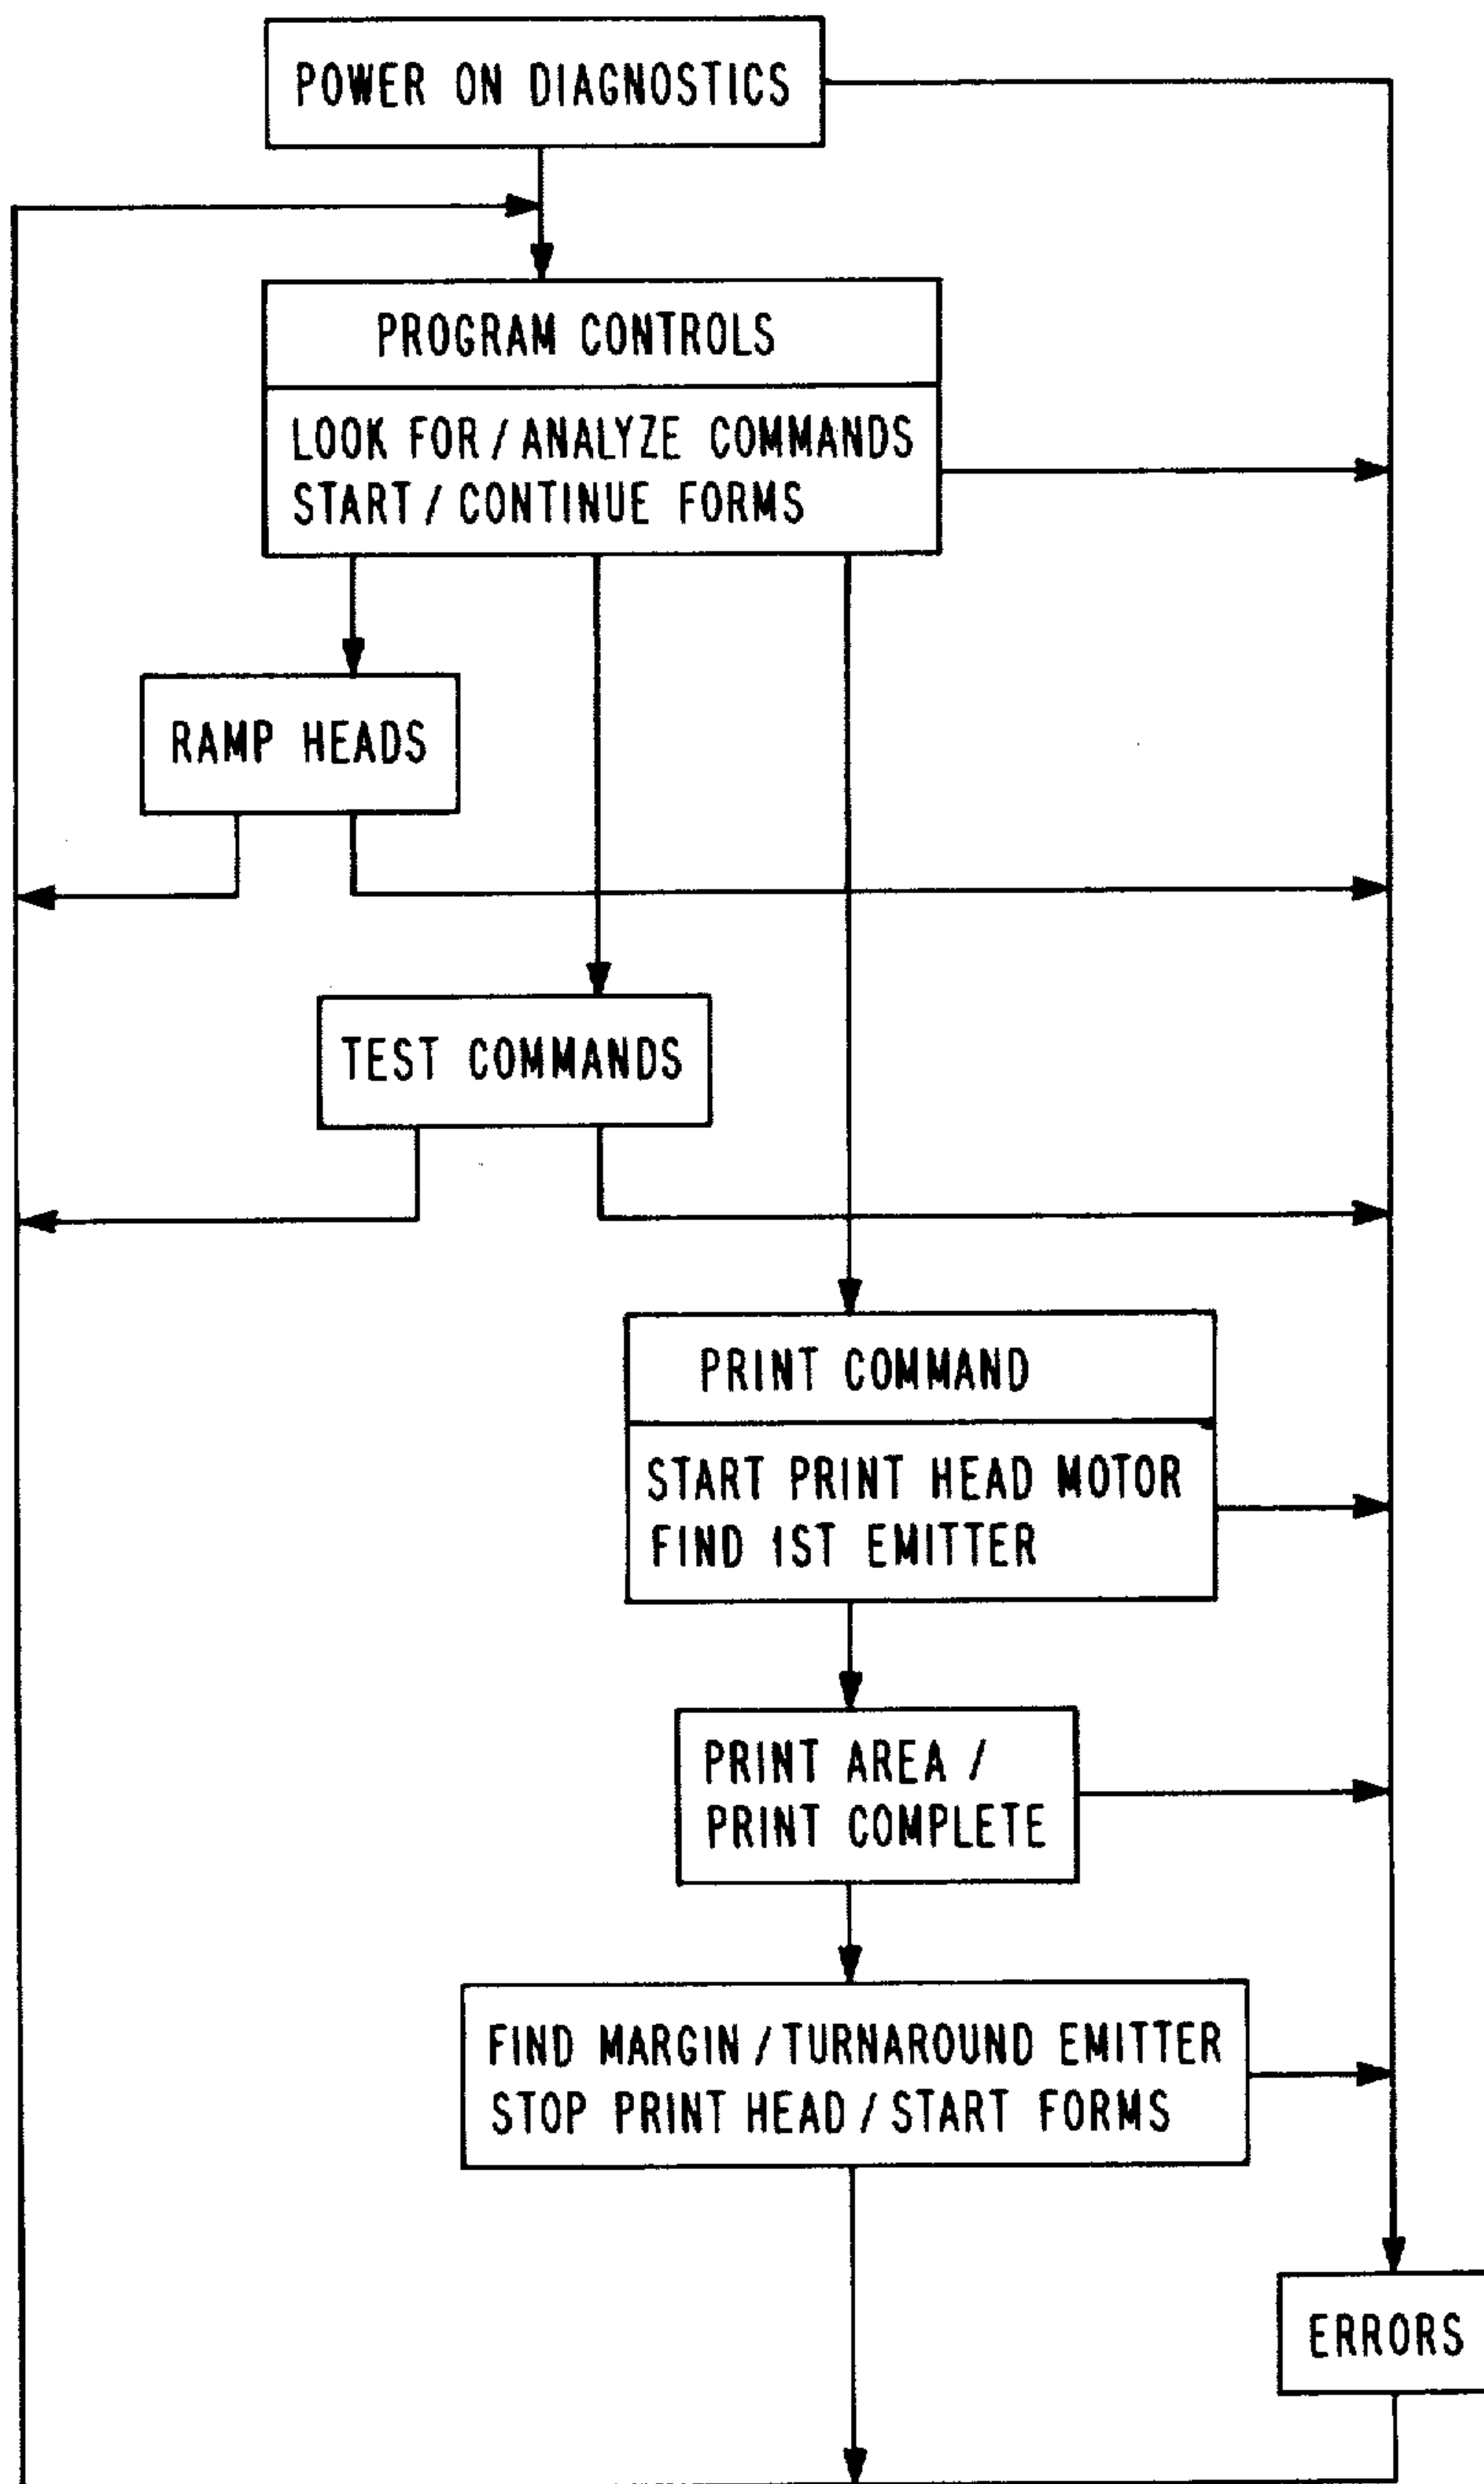 POWER ON DIAGNOSTICS
PROGRAM CONTROLS
LOOK FOR / ANALYZE COMMANDS
START / CONTINUE FORMS
RAMP HEADS
TEST COMMANDS
PRINT COMMAND
START PRINT HEAD MOTOR
FIND 1ST EMITTER
PRINT AREA /
PRINT COMPLETE
FIND MARGIN / TURNAROUND EMITTER
STOP PRINT HEAD / START FORMS
ERRORS